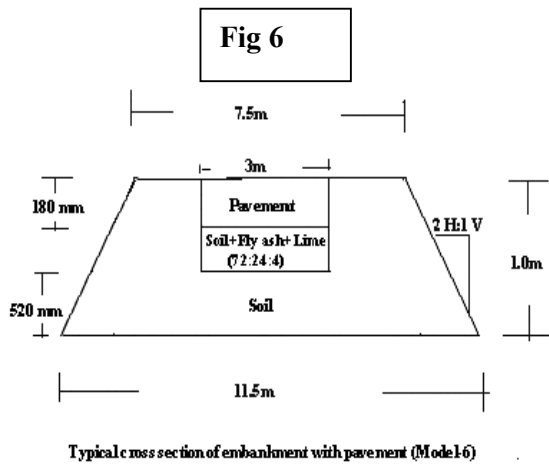 Fig 6
7.5m
3m
180 mm
Pavement
2 H:1 V
Soil+Fly ash+ Lime
(72:24:4)
1.0m
520 mm
Soil
11.5m
Typical cross section of embankment with pavement (Model-6)